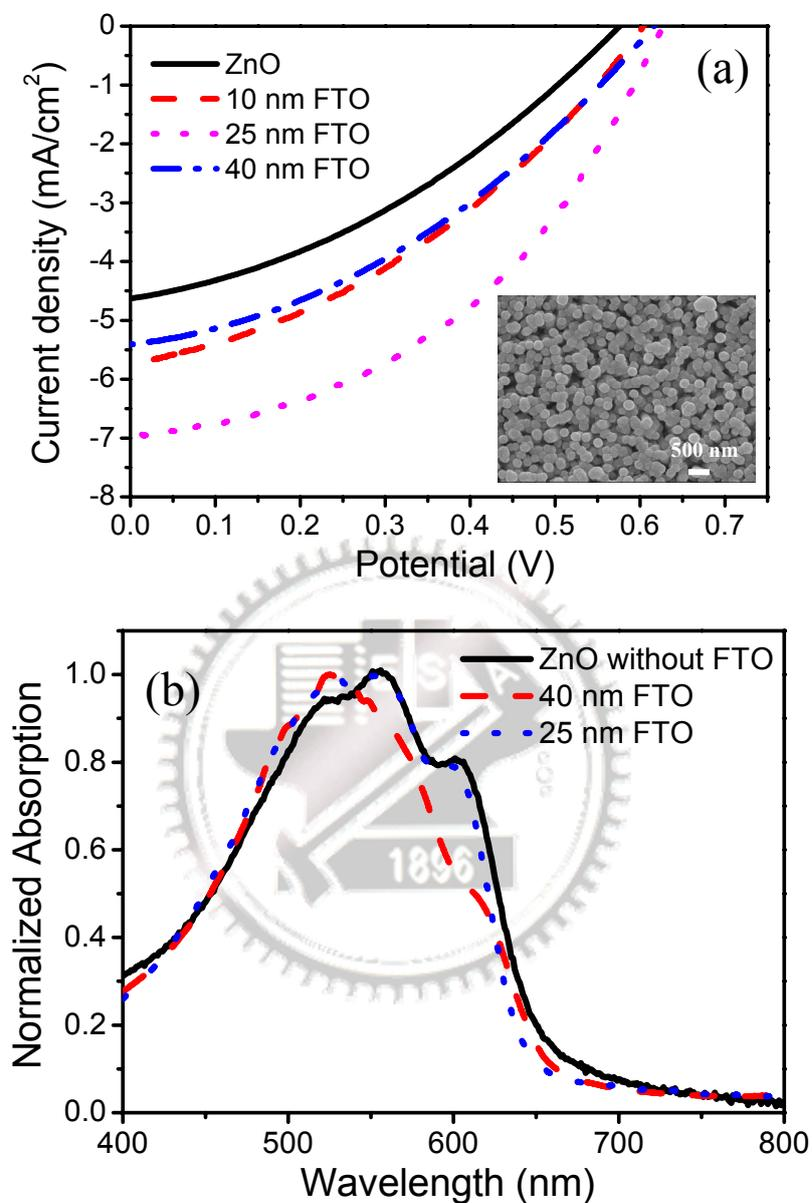 0
-1
-2
-3
-4
-5
-6
-7
-8
Current density (mA/cm²)
ZnO
10 nm FTO
25 nm FTO
40 nm FTO
(a)
500 nm
0.0 0.1 0.2 0.3 0.4 0.5 0.6 0.7
Potential (V)
1.0
0.8
0.6
0.4
0.2
0.0
Normalized Absorption
(b)
ZnO without FTO
40 nm FTO
25 nm FTO
E S A
1896
400 500 600 700 800
Wavelength (nm)